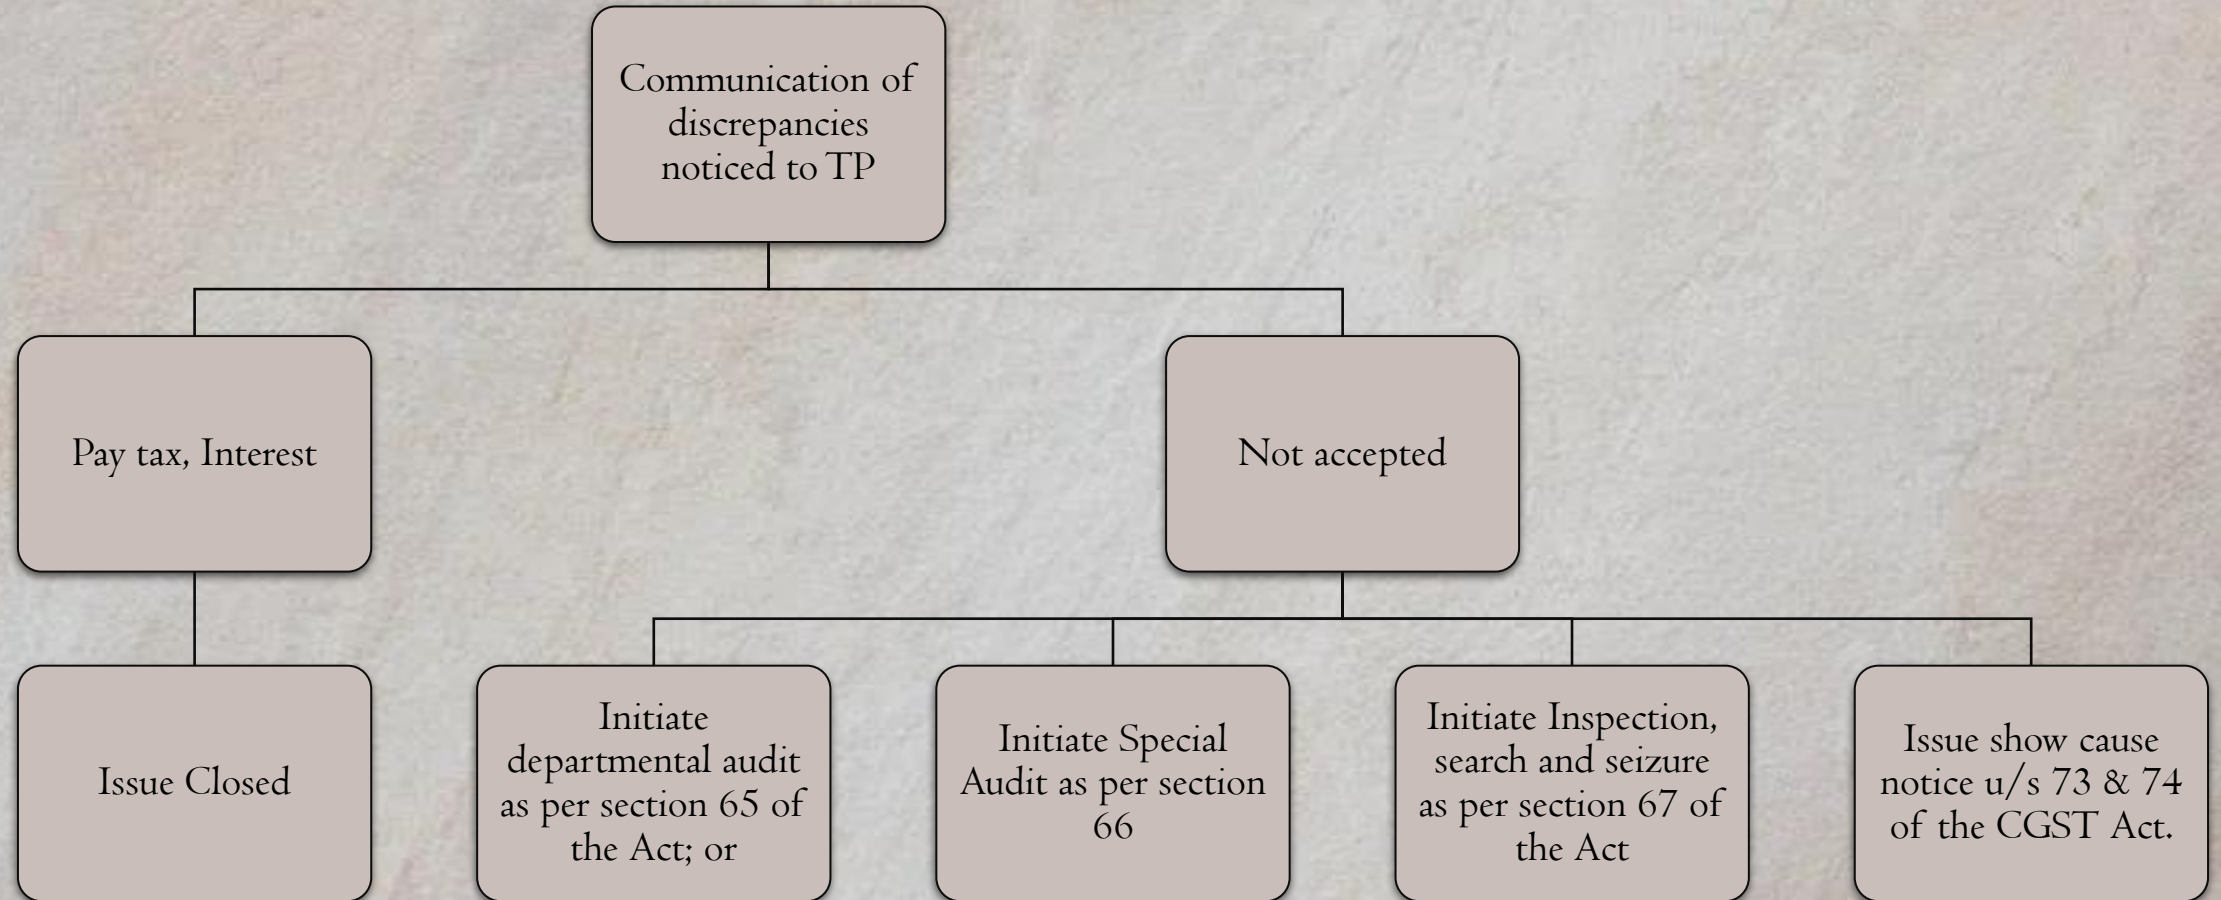 Communication of
discrepancies
noticed to TP
Pay tax, Interest
Not accepted
Issue Closed
Initiate
departmental audit
as per section 65 of
the Act; or
Initiate Special
Audit as per section
66
Initiate Inspection,
search and seizure
as per section 67 of
the Act
Issue show cause
notice u/s 73 & 74
of the CGST Act.